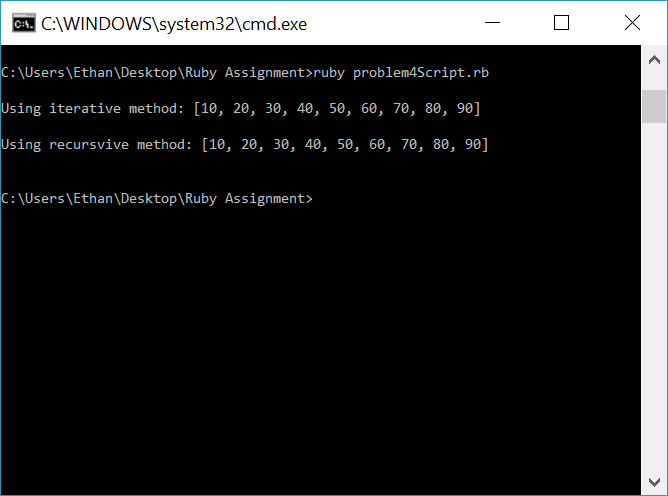 C:\WINDOWS\system32\cmd.exe
C:\Users\Ethan\Desktop\Ruby Assignment>ruby problem4Script.rb
Using iterative method: [10, 20, 30, 40, 50, 60, 70, 80, 90]
Using recursvive method: [10, 20, 30, 40, 50, 60, 70, 80, 90]
C:\Users\Ethan\Desktop\Ruby Assignment>